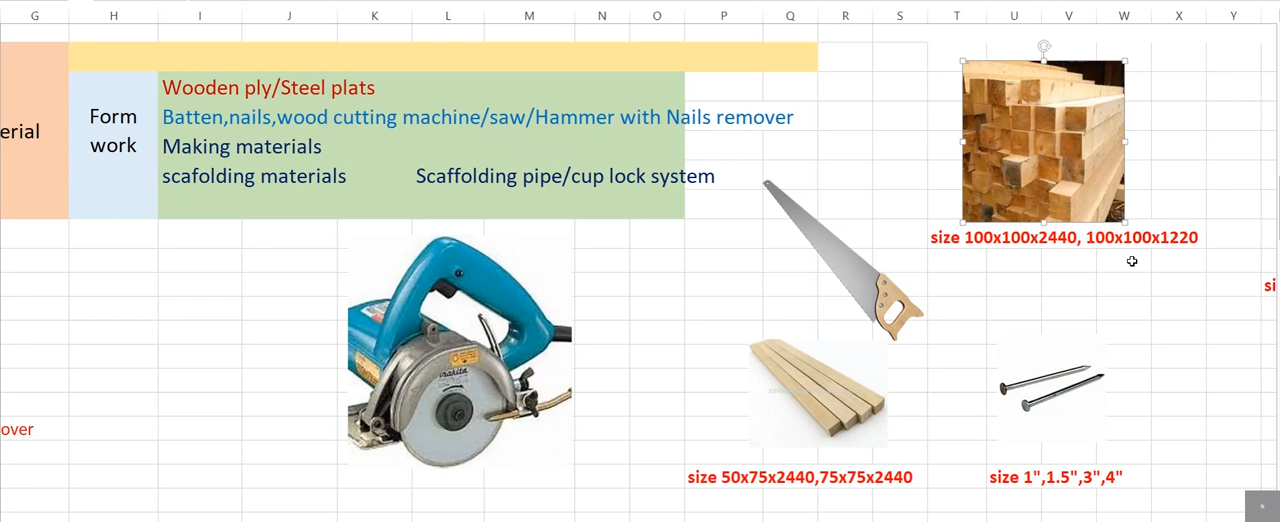 G H I J K L M N O P Q R S T U V W X Y
Wooden ply/Steel plats
erial
Form
work
Batten,nails,wood cutting machine/saw/Hammer with Nails remover
Making materials
scafolding materials Scaffolding pipe/cup lock system
size 100x100x2440, 100x100x1220
si
makita
over
size 50x75x2440,75x75x2440
size 1",1.5",3",4"